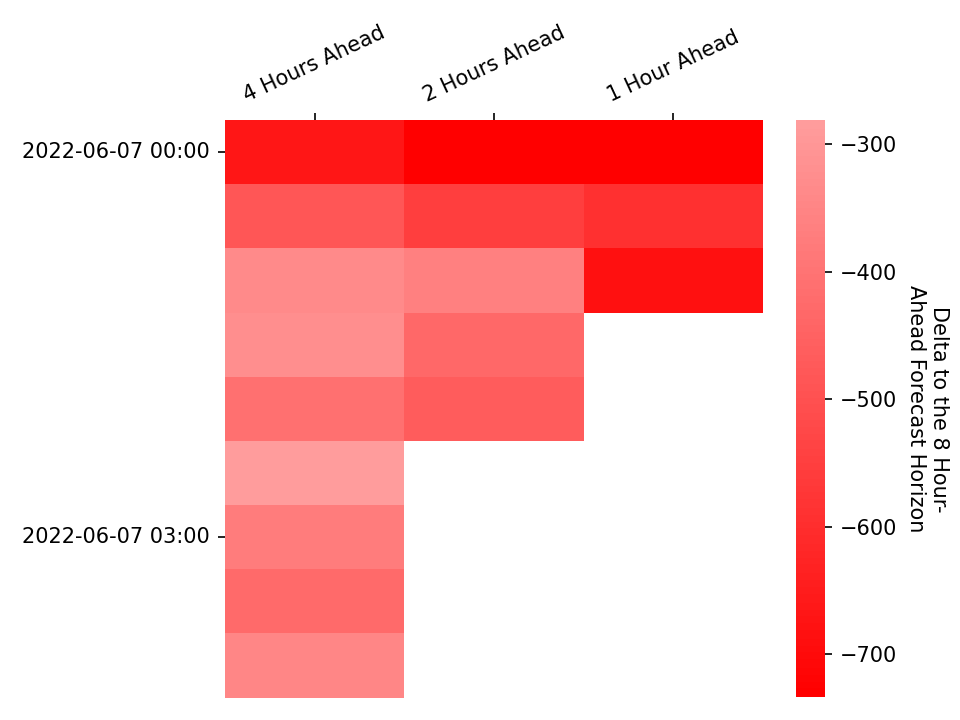 4 Hours Ahead
2 Hours Ahead
1 Hour Ahead
2022-06-07 00:00
2022-06-07 03:00
−300
−400
−500
−600
−700
Delta to the 8 Hour-
Ahead Forecast Horizon